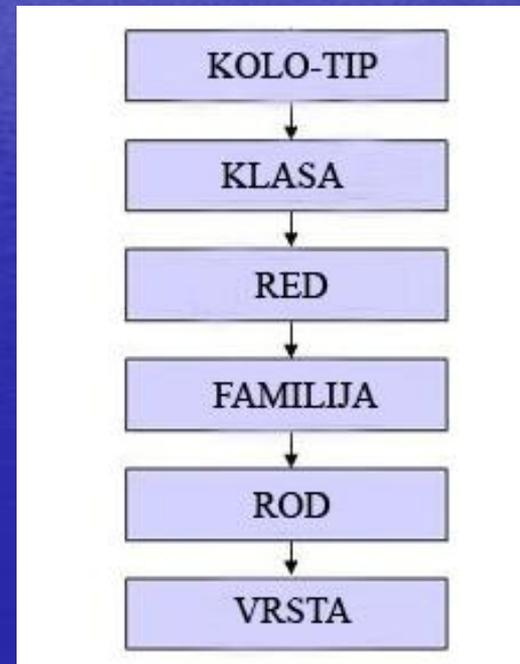 KOLO-TIP
KLASA
RED
FAMILIJA
ROD
VRSTA